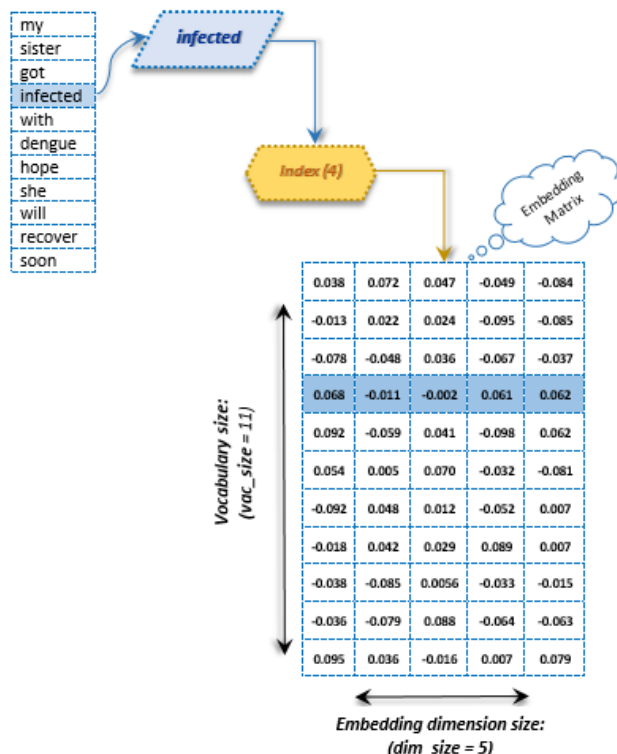 my
sister
got
infected
with
dengue
hope
she
will
recover
soon
infected
Index (4)
Embedding
Matrix
0.038 0.072 0.047 -0.049 -0.084
-0.013 0.022 0.024 -0.095 -0.085
-0.078 -0.048 0.036 -0.067 -0.037
0.068 -0.011 -0.002 0.061 0.062
0.092 -0.059 0.041 -0.098 0.062
0.054 0.005 0.070 -0.032 -0.081
-0.092 0.048 0.012 -0.052 0.007
-0.018 0.042 0.029 0.089 0.007
-0.038 -0.085 0.0056 -0.033 -0.015
-0.036 -0.079 0.088 -0.064 -0.063
0.095 0.036 -0.016 0.007 0.079
Vocabulary size:
(vac_size = 11)
Embedding dimension size:
(dim_size = 5)